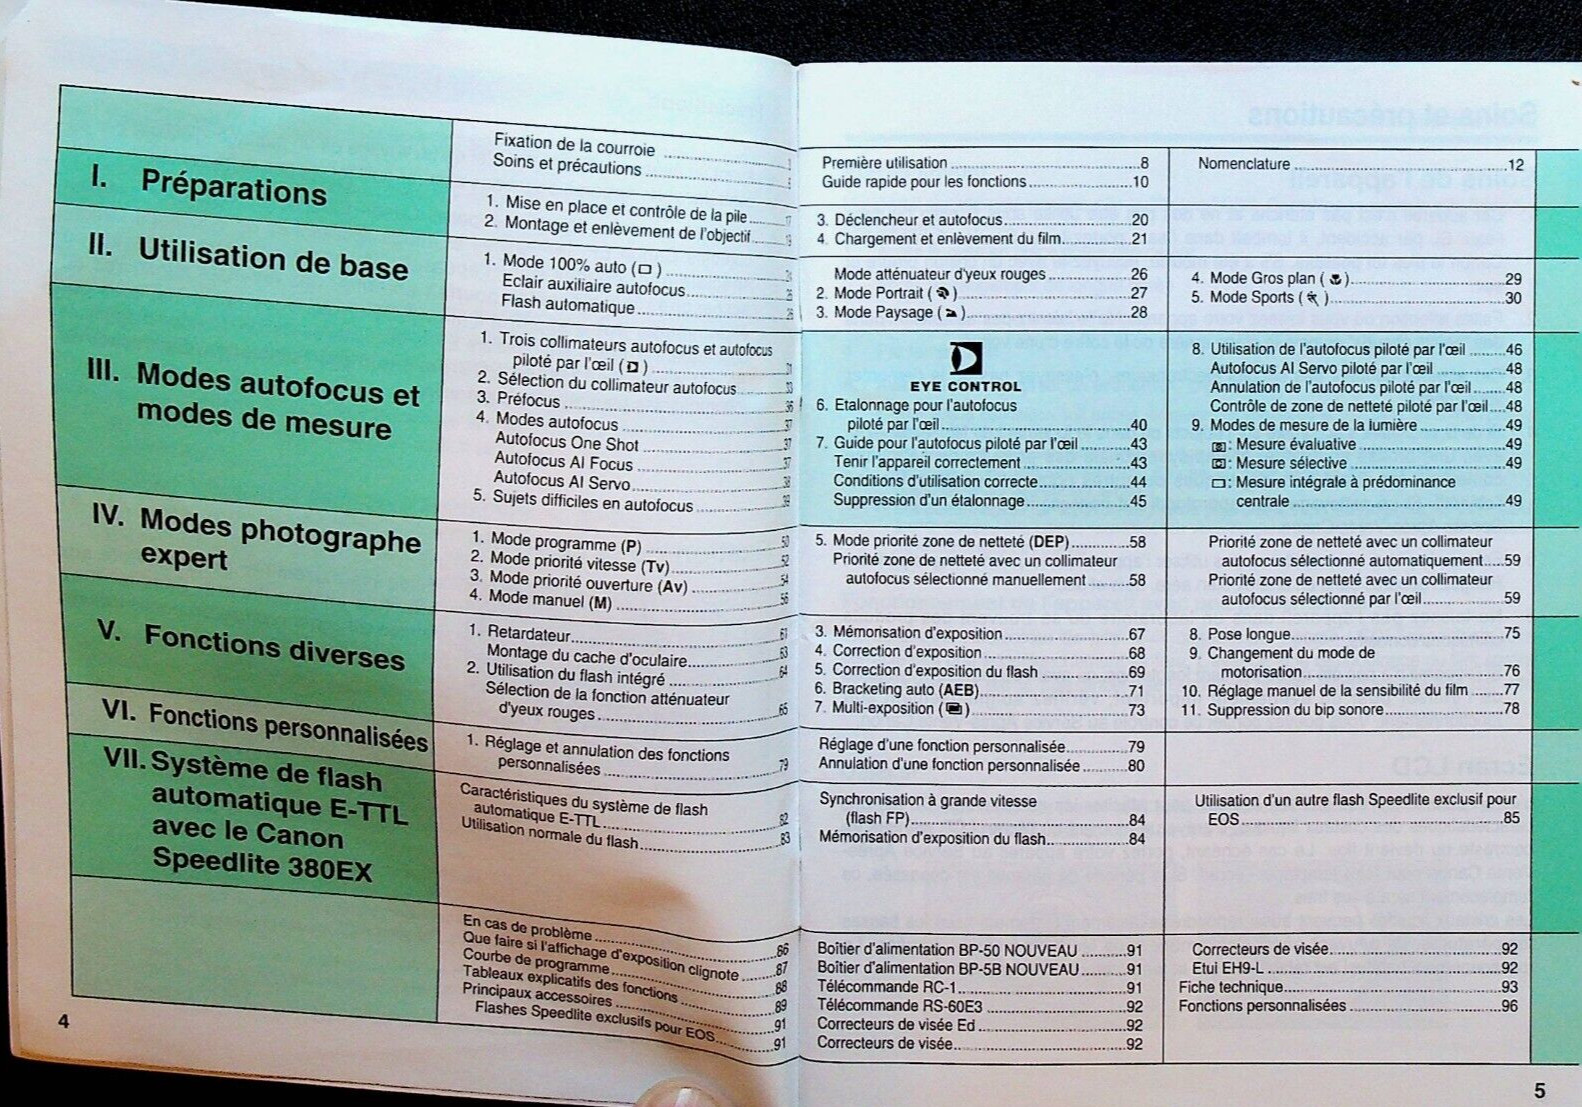 Fixation de la courroie
Soins et précautions
I. Préparations
1. Mise en place et contrôle de la pile
2. Montage et enlèvement de l'objectif
II. Utilisation de base
1. Mode 100% auto ( )
Eclair auxiliaire autofocus
Flash automatique
III. Modes autofocus et
modes de mesure
1. Trois collimateurs autofocus et autofocus
piloté par l'œil ( )
2. Sélection du collimateur autofocus
3. Préfocus
4. Modes autofocus
Autofocus One Shot
Autofocus AI Focus
Autofocus AI Servo
5. Sujets difficiles en autofocus
IV. Modes photographe
expert
1. Mode programme (P)
2. Mode priorité vitesse (Tv)
3. Mode priorité ouverture (Av)
4. Mode manuel (M)
V. Fonctions diverses
1. Retardateur
Montage du cache d'oculaire
2. Utilisation du flash intégré
Sélection de la fonction atténuateur
d'yeux rouges
VI. Fonctions personnalisées
1. Réglage et annulation des fonctions
personnalisées 79
VII. Système de flash
automatique E-TTL
avec le Canon
Speedlite 380EX
Caractéristiques du système de flash
automatique E-TTL 82
Utilisation normale du flash 83
En cas de problème 86
Que faire si l'affichage d'exposition clignote 87
Courbe de programme 88
Tableaux explicatifs des fonctions 89
Principaux accessoires 91
Flashes Speedlite exclusifs pour EOS 91
4
Première utilisation 8
Guide rapide pour les fonctions 10
Nomenclature 12
3. Déclencheur et autofocus 20
4. Chargement et enlèvement du film 21
Mode atténuateur d'yeux rouges 26
2. Mode Portrait ( ) 27
3. Mode Paysage ( ) 28
4. Mode Gros plan ( ) 29
5. Mode Sports ( ) 30
EYE CONTROL
6. Etalonnage pour l'autofocus
piloté par l'œil 40
7. Guide pour l'autofocus piloté par l'œil 43
Tenir l'appareil correctement 43
Conditions d'utilisation correcte 44
Suppression d'un étalonnage 45
8. Utilisation de l'autofocus piloté par l'œil 46
Autofocus AI Servo piloté par l'œil 48
Annulation de l'autofocus piloté par l'œil 48
Contrôle de zone de netteté piloté par l'œil 48
9. Modes de mesure de la lumière 49
: Mesure évaluative 49
: Mesure sélective 49
: Mesure intégrale à prédominance
centrale 49
5. Mode priorité zone de netteté (DEP) 58
Priorité zone de netteté avec un collimateur
autofocus sélectionné manuellement 58
Priorité zone de netteté avec un collimateur
autofocus sélectionné automatiquement 59
Priorité zone de netteté avec un collimateur
autofocus sélectionné par l'œil 59
3. Mémorisation d'exposition 67
4. Correction d'exposition 68
5. Correction d'exposition du flash 69
6. Bracketing auto (AEB) 71
7. Multi-exposition ( ) 73
8. Pose longue 75
9. Changement du mode de
motorisation 76
10. Réglage manuel de la sensibilité du film 77
11. Suppression du bip sonore 78
Réglage d'une fonction personnalisée 79
Annulation d'une fonction personnalisée 80
Synchronisation à grande vitesse
(flash FP) 84
Mémorisation d'exposition du flash 84
Utilisation d'un autre flash Speedlite exclusif pour
EOS 85
Boîtier d'alimentation BP-50 NOUVEAU 91
Boîtier d'alimentation BP-5B NOUVEAU 91
Télécommande RC-1 91
Télécommande RS-60E3 92
Correcteurs de visée Ed 92
Correcteurs de visée 92
Correcteurs de visée 92
Etui EH9-L 92
Fiche technique 93
Fonctions personnalisées 96
5